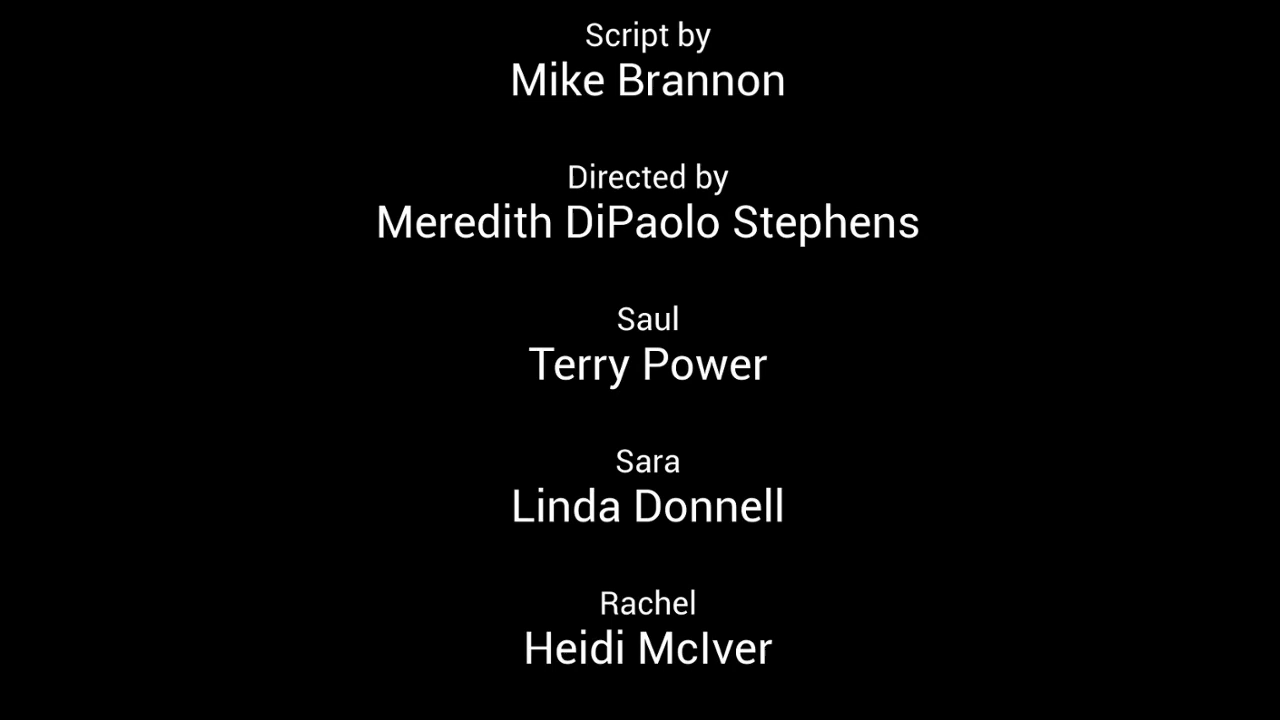 Script by
Mike Brannon
Directed by
Meredith DiPaolo Stephens
Saul
Terry Power
Sara
Linda Donnell
Rachel
Heidi McIver